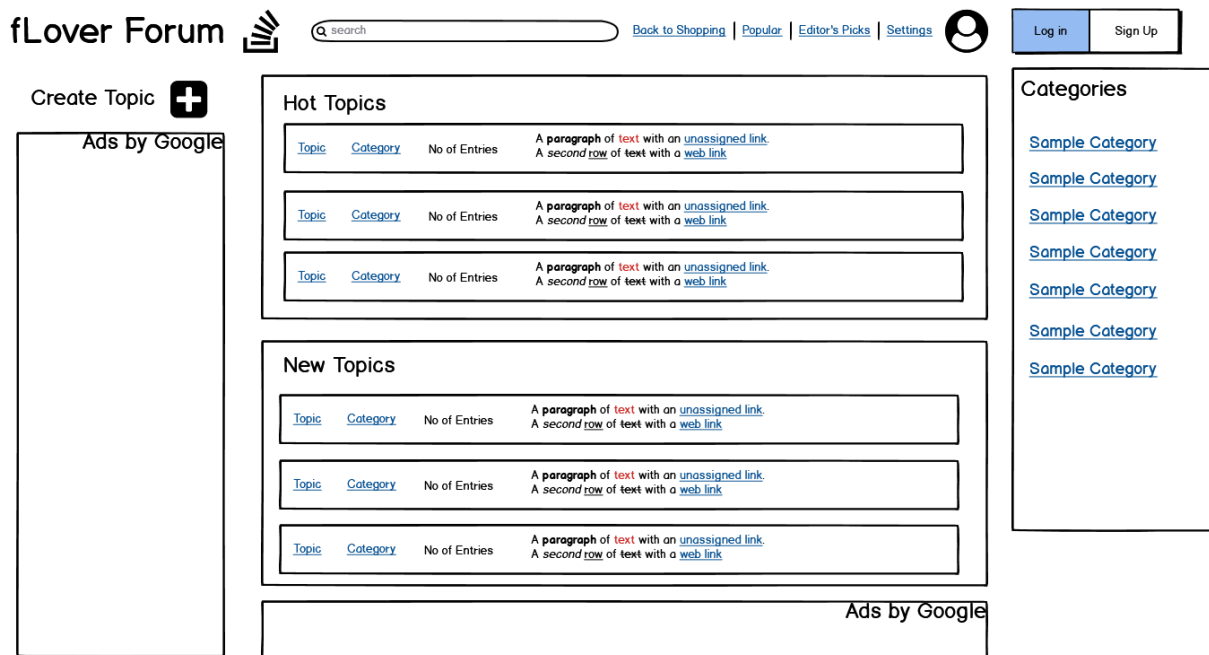 fLover Forum
search
Back to Shopping | Popular | Editor's Picks | Settings
Log in
Sign Up
Create Topic
Ads by Google
Hot Topics
Topic Category No of Entries
A paragraph of text with an unassigned link.
A second row of text with a web link
Topic Category No of Entries
A paragraph of text with an unassigned link.
A second row of text with a web link
Topic Category No of Entries
A paragraph of text with an unassigned link.
A second row of text with a web link
New Topics
Topic Category No of Entries
A paragraph of text with an unassigned link.
A second row of text with a web link
Topic Category No of Entries
A paragraph of text with an unassigned link.
A second row of text with a web link
Topic Category No of Entries
A paragraph of text with an unassigned link.
A second row of text with a web link
Ads by Google
Categories
Sample Category
Sample Category
Sample Category
Sample Category
Sample Category
Sample Category
Sample Category